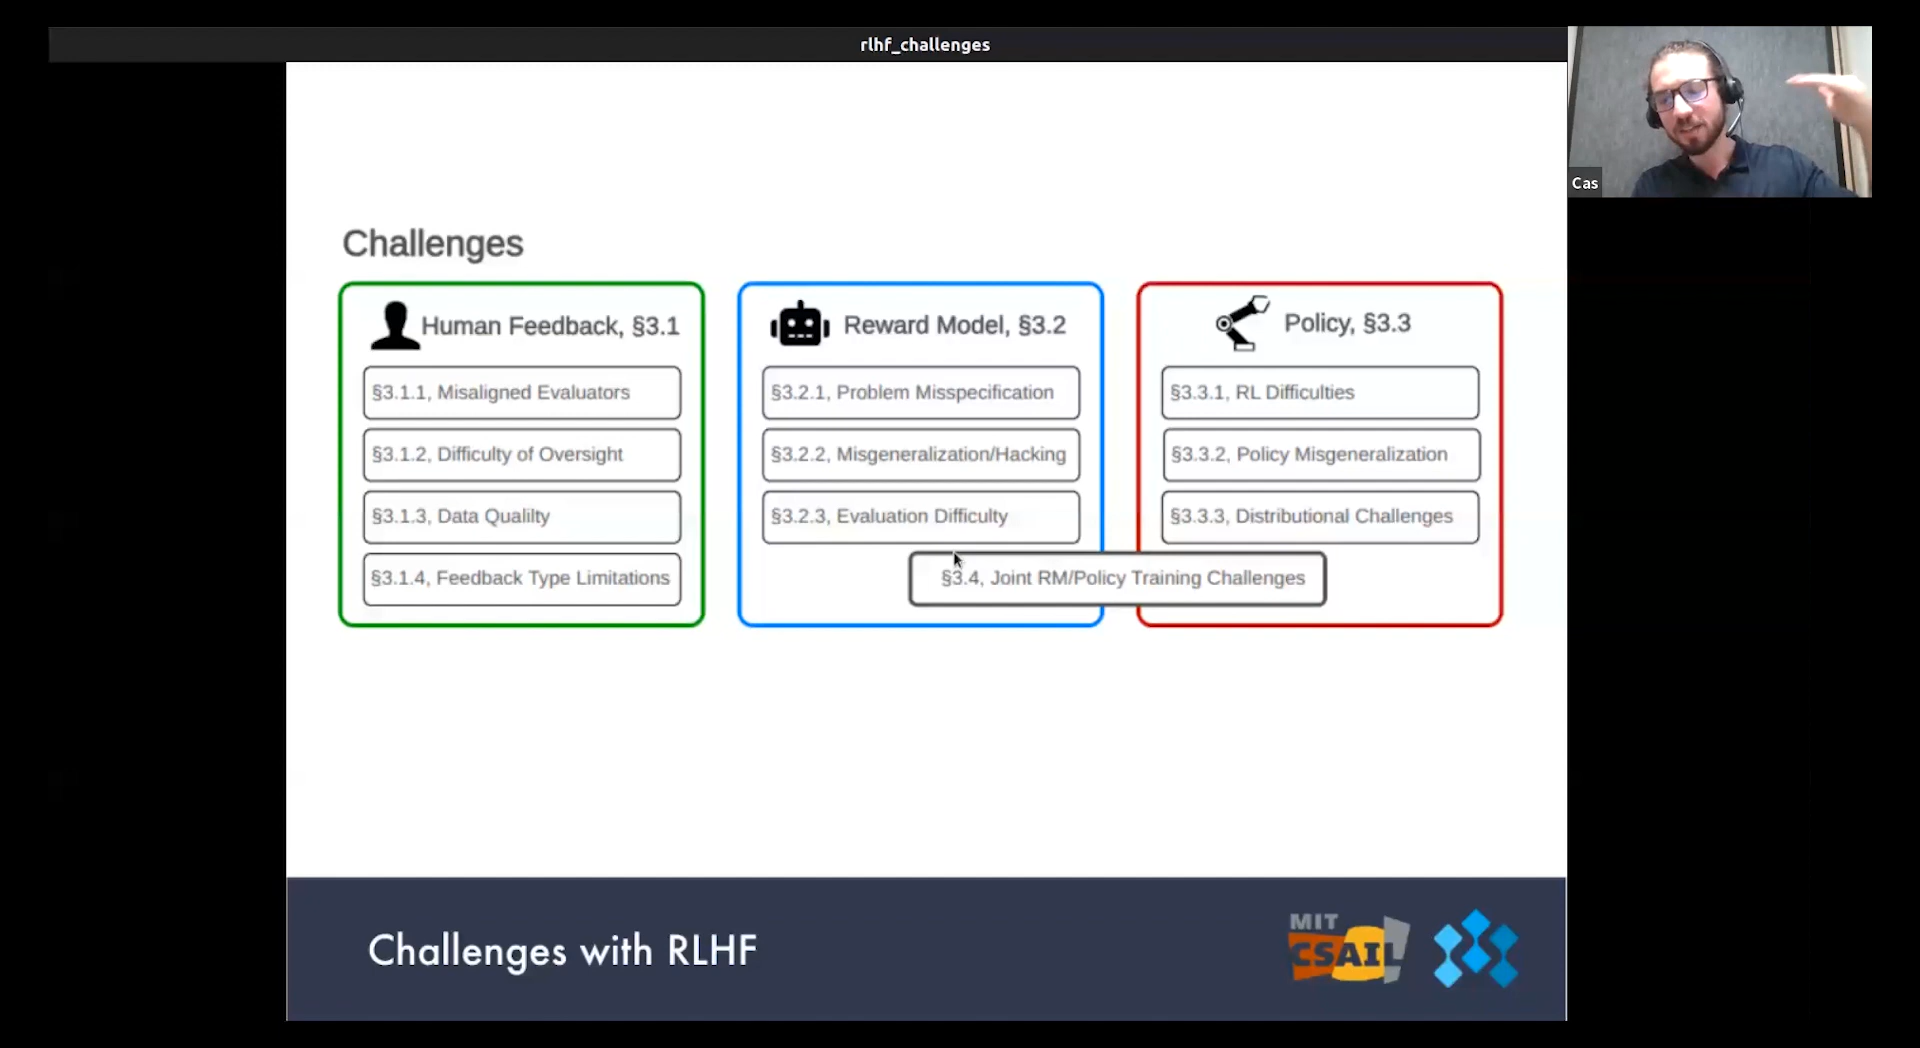 rlhf_challenges
Cas
Challenges
Human Feedback, §3.1
§3.1.1, Misaligned Evaluators
§3.1.2, Difficulty of Oversight
§3.1.3, Data Qualilty
§3.1.4, Feedback Type Limitations
Reward Model, §3.2
§3.2.1, Problem Misspecification
§3.2.2, Misgeneralization/Hacking
§3.2.3, Evaluation Difficulty
Policy, §3.3
§3.3.1, RL Difficulties
§3.3.2, Policy Misgeneralization
§3.3.3, Distributional Challenges
§3.4, Joint RM/Policy Training Challenges
Challenges with RLHF
MIT
CSAIL